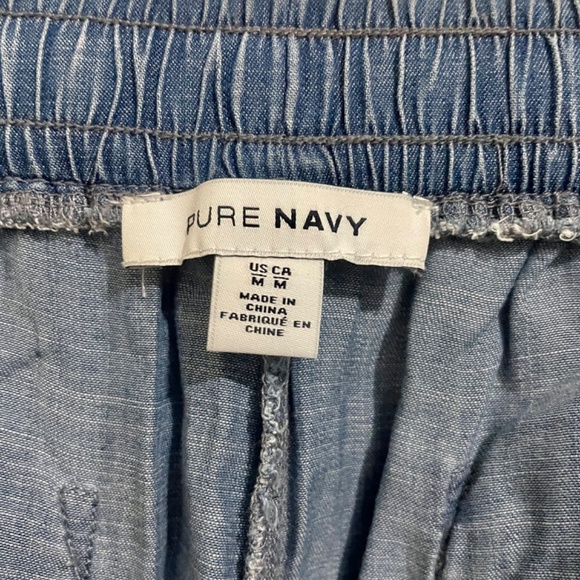 PURE NAVY
US CA
M M
MADE IN
CHINA
FABRIQUÉ EN
CHINE